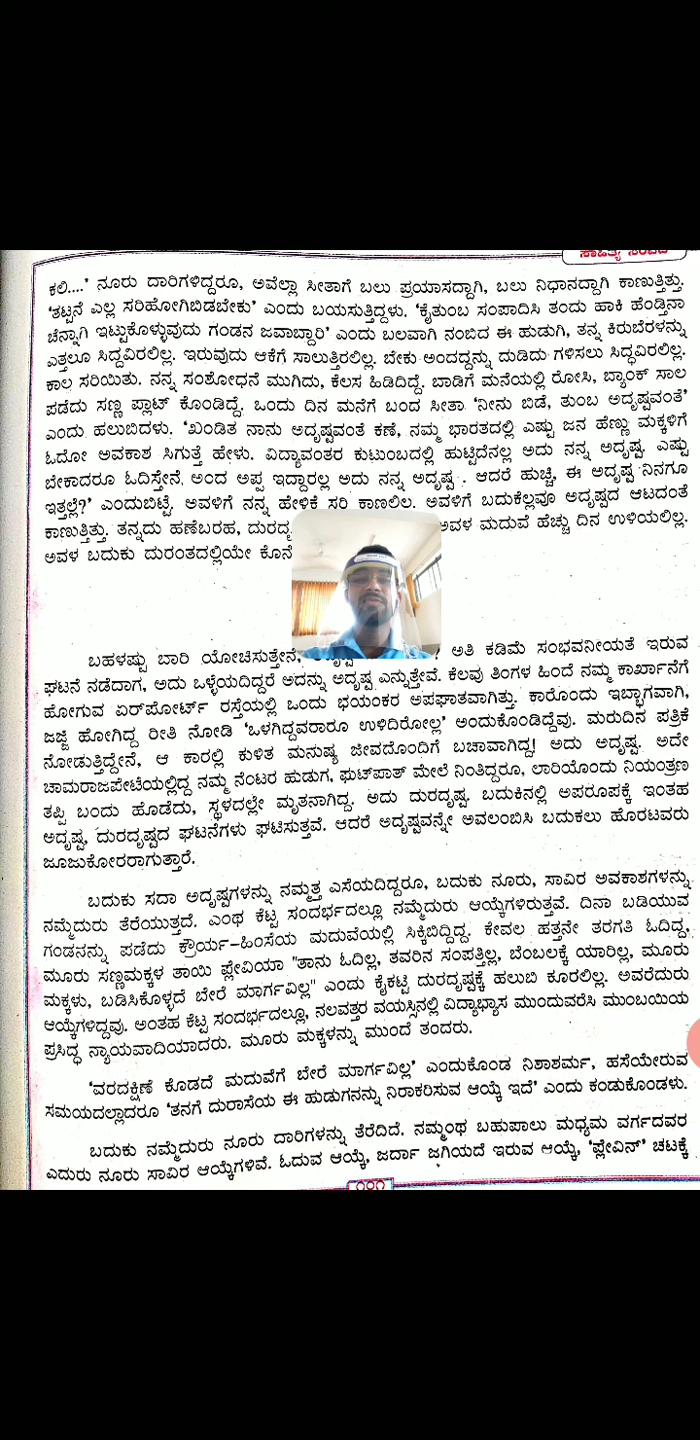 ಸಾಹಿತ್ಯ ಸಂಪದ
ಕಲಿ....' ನೂರು ದಾರಿಗಳಿದ್ದರೂ, ಅವೆಲ್ಲಾ ಸೀತಾಗೆ ಬಲು ಪ್ರಯಾಸದ್ದಾಗಿ, ಬಲು ನಿಧಾನದ್ದಾಗಿ ಕಾಣುತ್ತಿತ್ತು.
'ತಟ್ಟನೆ ಎಲ್ಲ ಸರಿಹೋಗಿಬಿಡಬೇಕು' ಎಂದು ಬಯಸುತ್ತಿದ್ದಳು. 'ಕೈತುಂಬ ಸಂಪಾದಿಸಿ ತಂದು ಹಾಕಿ ಹೆಂಡ್ತಿನಾ
ಚೆನ್ನಾಗಿ ಇಟ್ಟುಕೊಳ್ಳುವುದು ಗಂಡನ ಜವಾಬ್ದಾರಿ' ಎಂದು ಬಲವಾಗಿ ನಂಬಿದ ಈ ಹುಡುಗಿ, ತನ್ನ ಕಿರುಬೆರಳನ್ನು
ಎತ್ತಲೂ ಸಿದ್ದವಿರಲಿಲ್ಲ. ಇರುವುದು ಆಕೆಗೆ ಸಾಲುತ್ತಿರಲಿಲ್ಲ. ಬೇಕು ಅಂದದ್ದನ್ನು ದುಡಿದು ಗಳಿಸಲು ಸಿದ್ಧವಿರಲಿಲ್ಲ.
ಕಾಲ ಸರಿಯಿತು. ನನ್ನ ಸಂಶೋಧನೆ ಮುಗಿದು, ಕೆಲಸ ಹಿಡಿದಿದ್ದೆ. ಬಾಡಿಗೆ ಮನೆಯಲ್ಲಿ ರೋಸಿ, ಬ್ಯಾಂಕ್ ಸಾಲ
ಪಡೆದು ಸಣ್ಣ ಪ್ಲಾಟ್ ಕೊಂಡಿದ್ದೆ. ಒಂದು ದಿನ ಮನೆಗೆ ಬಂದ ಸೀತಾ 'ನೀನು ಬಿಡೆ, ತುಂಬ ಅದೃಷ್ಟವಂತೆ'
ಎಂದು ಹಲುಬಿದಳು. 'ಖಂಡಿತ ನಾನು ಅದೃಷ್ಟವಂತೆ ಕಣೆ, ನಮ್ಮ ಭಾರತದಲ್ಲಿ ಎಷ್ಟು ಜನ ಹೆಣ್ಣು ಮಕ್ಕಳಿಗೆ
ಓದೋ ಅವಕಾಶ ಸಿಗುತ್ತೆ ಹೇಳು. ವಿದ್ಯಾವಂತರ ಕುಟುಂಬದಲ್ಲಿ ಹುಟ್ಟಿದೆನಲ್ಲ ಅದು ನನ್ನ ಅದೃಷ್ಟ. ಎಷ್ಟು
ಬೇಕಾದರೂ ಓದಿಸ್ತೇನೆ, ಅಂದ ಅಪ್ಪ ಇದ್ದಾರಲ್ಲ ಅದು ನನ್ನ ಅದೃಷ್ಟ . ಆದರೆ ಹುಚ್ಚಿ, ಈ ಅದೃಷ್ಟ ನಿನಗೂ
ಇತ್ತಲ್ಲೆ?' ಎಂದುಬಿಟ್ಟೆ. ಅವಳಿಗೆ ನನ್ನ ಹೇಳಿಕೆ ಸರಿ ಕಾಣಲಿಲ. ಅವಳಿಗೆ ಬದುಕೆಲ್ಲವೂ ಅದೃಷ್ಟದ ಆಟದಂತೆ
ಕಾಣುತ್ತಿತ್ತು. ತನ್ನದು ಹಣೆಬರಹ, ಅವಳ ಮದುವೆ ಹೆಚ್ಚು ದಿನ ಉಳಿಯಲಿಲ್ಲ.
ಅವಳ ಬದುಕು ದುರಂತದಲ್ಲಿಯೇ
ಬಹಳಷ್ಟು ಬಾರಿ ಯೋಚಿಸುತ್ತೇನೆ, ಅತಿ ಕಡಿಮೆ ಸಂಭವನೀಯತೆ ಇರುವ
ಘಟನೆ ನಡೆದಾಗ, ಅದು ಒಳ್ಳೆಯದಿದ್ದರೆ ಅದನ್ನು ಅದೃಷ್ಟ ಎನ್ನುತ್ತೇವೆ. ಕೆಲವು ತಿಂಗಳ ಹಿಂದೆ ನಮ್ಮ ಕಾರ್ಖಾನೆಗೆ
ಹೋಗುವ ಏರ್‌ಪೋರ್ಟ್ ರಸ್ತೆಯಲ್ಲಿ ಒಂದು ಭಯಂಕರ ಅಪಘಾತವಾಗಿತ್ತು. ಕಾರೊಂದು ಇಬ್ಭಾಗವಾಗಿ,
ಜಜ್ಜಿ ಹೋಗಿದ್ದ ರೀತಿ ನೋಡಿ 'ಒಳಗಿದ್ದವರಾರೂ ಉಳಿದಿರೋಲ್ಲ' ಅಂದುಕೊಂಡಿದ್ದೆವು. ಮರುದಿನ ಪತ್ರಿಕೆ
ನೋಡುತ್ತಿದ್ದೇನೆ, ಆ ಕಾರಲ್ಲಿ ಕುಳಿತ ಮನುಷ್ಯ ಜೀವದೊಂದಿಗೆ ಬಚಾವಾಗಿದ್ದ! ಅದು ಅದೃಷ್ಟ. ಅದೇ
ಚಾಮರಾಜಪೇಟೆಯಲ್ಲಿದ್ದ ನಮ್ಮ ನೆಂಟರ ಹುಡುಗ, ಫುಟ್‌ಪಾತ್ ಮೇಲೆ ನಿಂತಿದ್ದರೂ, ಲಾರಿಯೊಂದು ನಿಯಂತ್ರಣ
ತಪ್ಪಿ ಬಂದು ಹೊಡೆದು, ಸ್ಥಳದಲ್ಲೇ ಮೃತನಾಗಿದ್ದ. ಅದು ದುರದೃಷ್ಟ. ಬದುಕಿನಲ್ಲಿ ಅಪರೂಪಕ್ಕೆ ಇಂತಹ
ಅದೃಷ್ಟ, ದುರದೃಷ್ಟದ ಘಟನೆಗಳು ಘಟಿಸುತ್ತವೆ. ಆದರೆ ಅದೃಷ್ಟವನ್ನೇ ಅವಲಂಬಿಸಿ ಬದುಕಲು ಹೊರಟವರು
ಜೂಜುಕೋರರಾಗುತ್ತಾರೆ.
ಬದುಕು ಸದಾ ಅದೃಷ್ಟಗಳನ್ನು ನಮ್ಮತ್ತ ಎಸೆಯದಿದ್ದರೂ, ಬದುಕು ನೂರು, ಸಾವಿರ ಅವಕಾಶಗಳನ್ನು
ನಮ್ಮೆದುರು ತೆರೆಯುತ್ತದೆ. ಎಂಥ ಕೆಟ್ಟ ಸಂದರ್ಭದಲ್ಲೂ ನಮ್ಮೆದುರು ಆಯ್ಕೆಗಳಿರುತ್ತವೆ. ದಿನಾ ಬಡಿಯುವ
ಗಂಡನನ್ನು ಪಡೆದು ಕ್ರೌರ್ಯ-ಹಿಂಸೆಯ ಮದುವೆಯಲ್ಲಿ ಸಿಕ್ಕಿಬಿದ್ದಿದ್ದ. ಕೇವಲ ಹತ್ತನೇ ತರಗತಿ ಓದಿದ್ದ,
ಮೂರು ಸಣ್ಣಮಕ್ಕಳ ತಾಯಿ ಫ್ಲೇವಿಯಾ "ತಾನು ಓದಿಲ್ಲ, ತವರಿನ ಸಂಪತ್ತಿಲ್ಲ, ಬೆಂಬಲಕ್ಕೆ ಯಾರಿಲ್ಲ, ಮೂರು
ಮಕ್ಕಳು, ಬಡಿಸಿಕೊಳ್ಳದೆ ಬೇರೆ ಮಾರ್ಗವಿಲ್ಲ" ಎಂದು ಕೈಕಟ್ಟಿ ದುರದೃಷ್ಟಕ್ಕೆ ಹಲುಬಿ ಕೂರಲಿಲ್ಲ. ಅವರೆದುರು
ಆಯ್ಕೆಗಳಿದ್ದವು. ಅಂತಹ ಕೆಟ್ಟ ಸಂದರ್ಭದಲ್ಲೂ, ನಲವತ್ತರ ವಯಸ್ಸಿನಲ್ಲಿ ವಿದ್ಯಾಭ್ಯಾಸ ಮುಂದುವರೆಸಿ ಮುಂಬಯಿಯ
ಪ್ರಸಿದ್ಧ ನ್ಯಾಯವಾದಿಯಾದರು. ಮೂರು ಮಕ್ಕಳನ್ನು ಮುಂದೆ ತಂದರು.
'ವರದಕ್ಷಿಣೆ ಕೊಡದೆ ಮದುವೆಗೆ ಬೇರೆ ಮಾರ್ಗವಿಲ್ಲ' ಎಂದುಕೊಂಡ ನಿಶಾಶರ್ಮ, ಹಸೆಯೇರುವ
ಸಮಯದಲ್ಲಾದರೂ 'ತನಗೆ ದುರಾಸೆಯ ಈ ಹುಡುಗನನ್ನು ನಿರಾಕರಿಸುವ ಆಯ್ಕೆ ಇದೆ' ಎಂದು ಕಂಡುಕೊಂಡಳು.
ಬದುಕು ನಮ್ಮೆದುರು ನೂರು ದಾರಿಗಳನ್ನು ತೆರೆದಿದೆ. ನಮ್ಮಂಥ ಬಹುಪಾಲು ಮಧ್ಯಮ ವರ್ಗದವರ
ಎದುರು ನೂರು ಸಾವಿರ ಆಯ್ಕೆಗಳಿವೆ. ಓದುವ ಆಯ್ಕೆ, ಜರ್ದಾ ಜಗಿಯದೆ ಇರುವ ಆಯ್ಕೆ, 'ಫ್ಲೇವಿನ್' ಚಟಕ್ಕೆ
೧೦೧